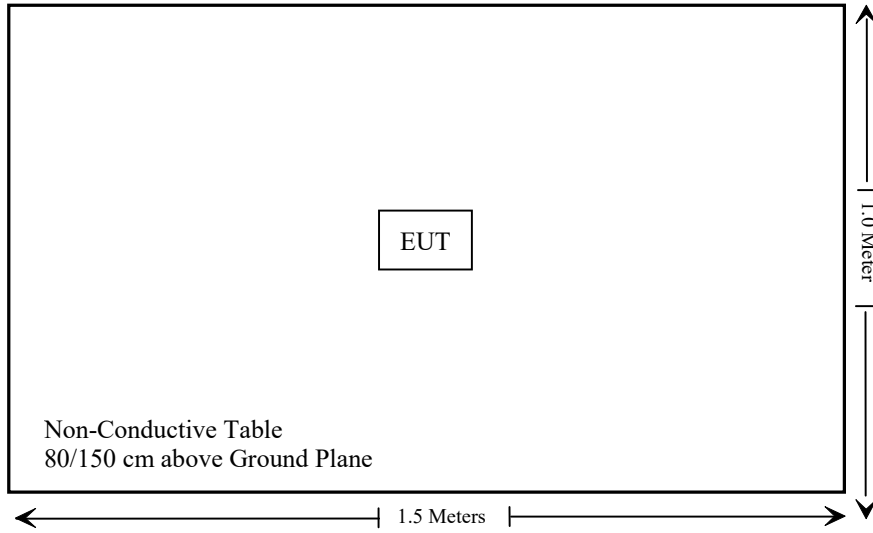 EUT
1.0 Meter
Non-Conductive Table
80/150 cm above Ground Plane
1.5 Meters